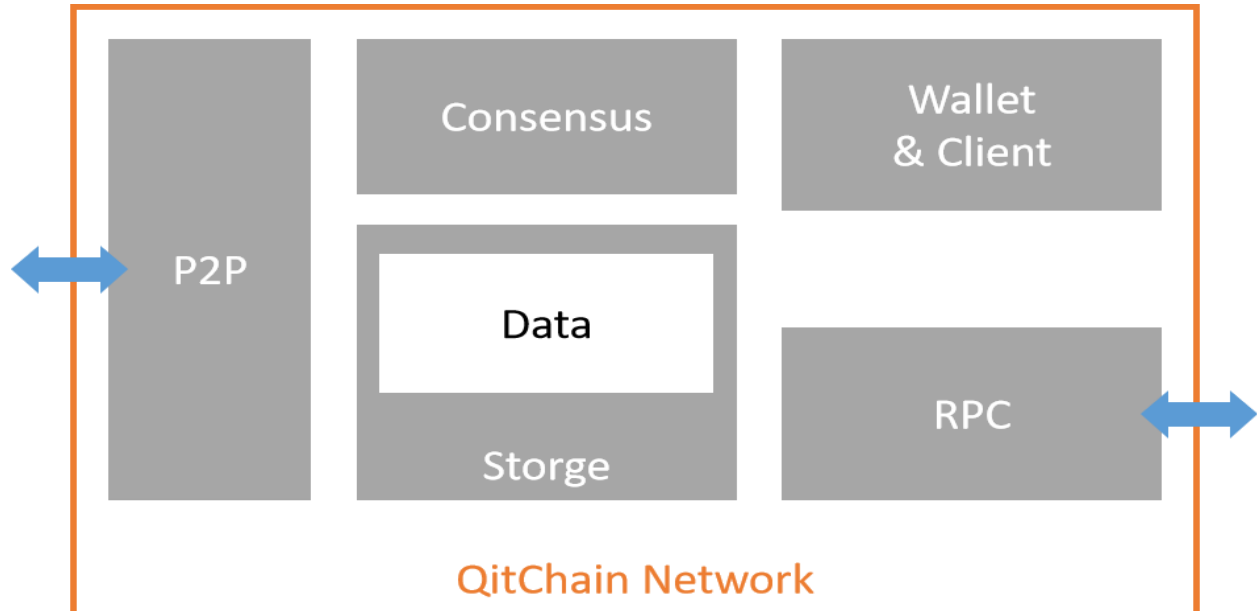 P2P
Consensus
Data
Storge
Wallet
& Client
RPC
QitChain Network